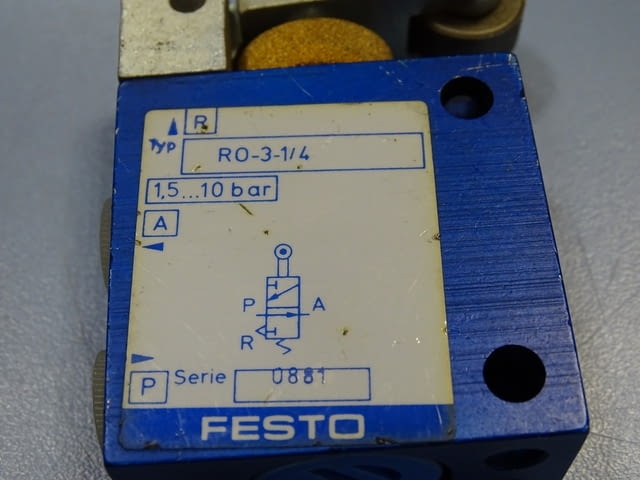 R
Typ
RO-3-1/4
1,5...10 bar
A
P A
R
P Serie 0881
FESTO